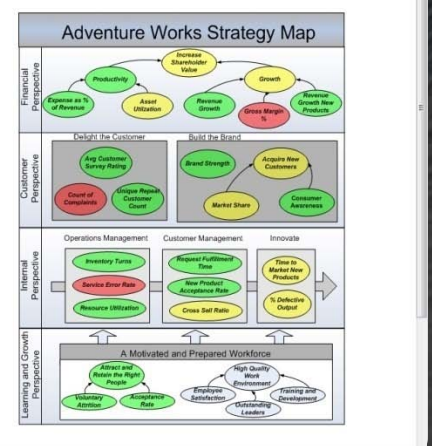 Adventure Works Strategy Map
Financial
Perspective
Increase
Shareholder
Value
Productivity
Growth
Expense as %
of Revenue
Asset
Utilization
Revenue
Growth
Gross Margin
%
Revenue
Growth New
Products
Customer
Perspective
Delight the Customer
Build the Brand
Avg Customer
Survey Rating
Count of
Complaints
Unique Repeat
Customer
Count
Brand Strength
Acquire New
Customers
Market Share
Consumer
Awareness
Internal
Perspective
Operations Management
Customer Management
Innovate
Inventory Turns
Service Error Rate
Resource Utilization
Request Fulfillment
Time
New Product
Acceptance Rate
Cross Sell Ratio
Time to
Market New
Products
% Defective
Output
Learning and Growth
Perspective
A Motivated and Prepared Workforce
Attract and
Retain the Right
People
Voluntary
Attrition
Acceptance
Rate
High Quality
Work
Environment
Employee
Satisfaction
Outstanding
Leaders
Training and
Development